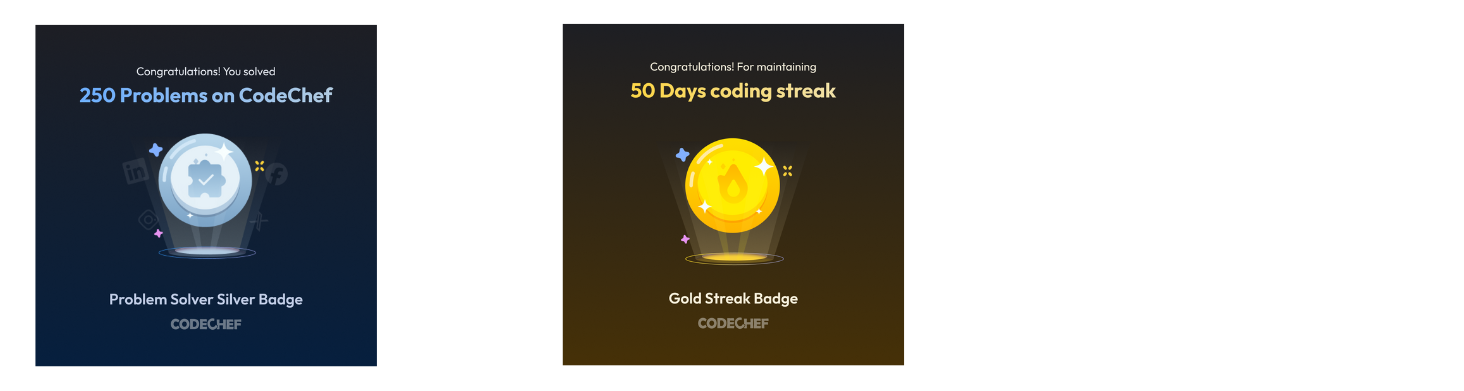 Congratulations! You solved
250 Problems on CodeChef
in
Problem Solver Silver Badge
CODECHEF
Congratulations! For maintaining
50 Days coding streak
Gold Streak Badge
CODECHEF